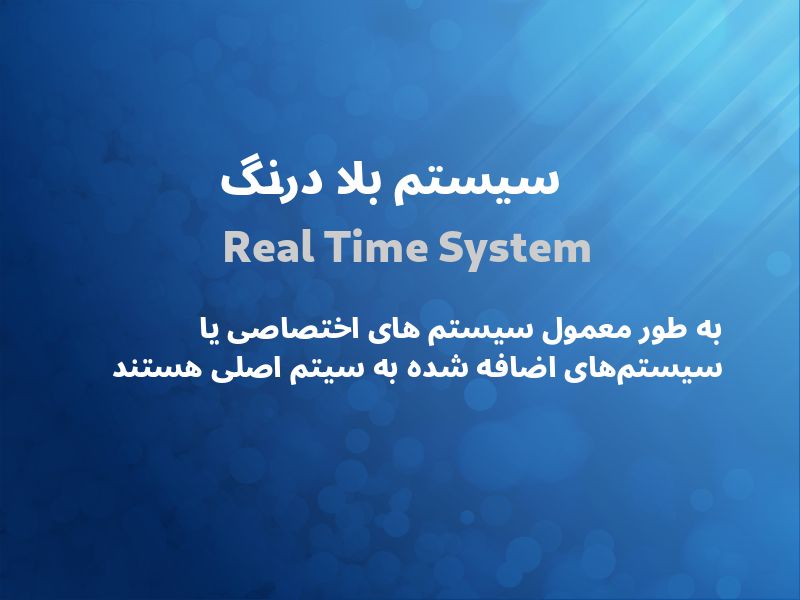 سیستم بلا درنگ
Real Time System
به طور معمول سیستم های اختصاصی یا
سیستم‌های اضافه شده به سیتم اصلی هستند